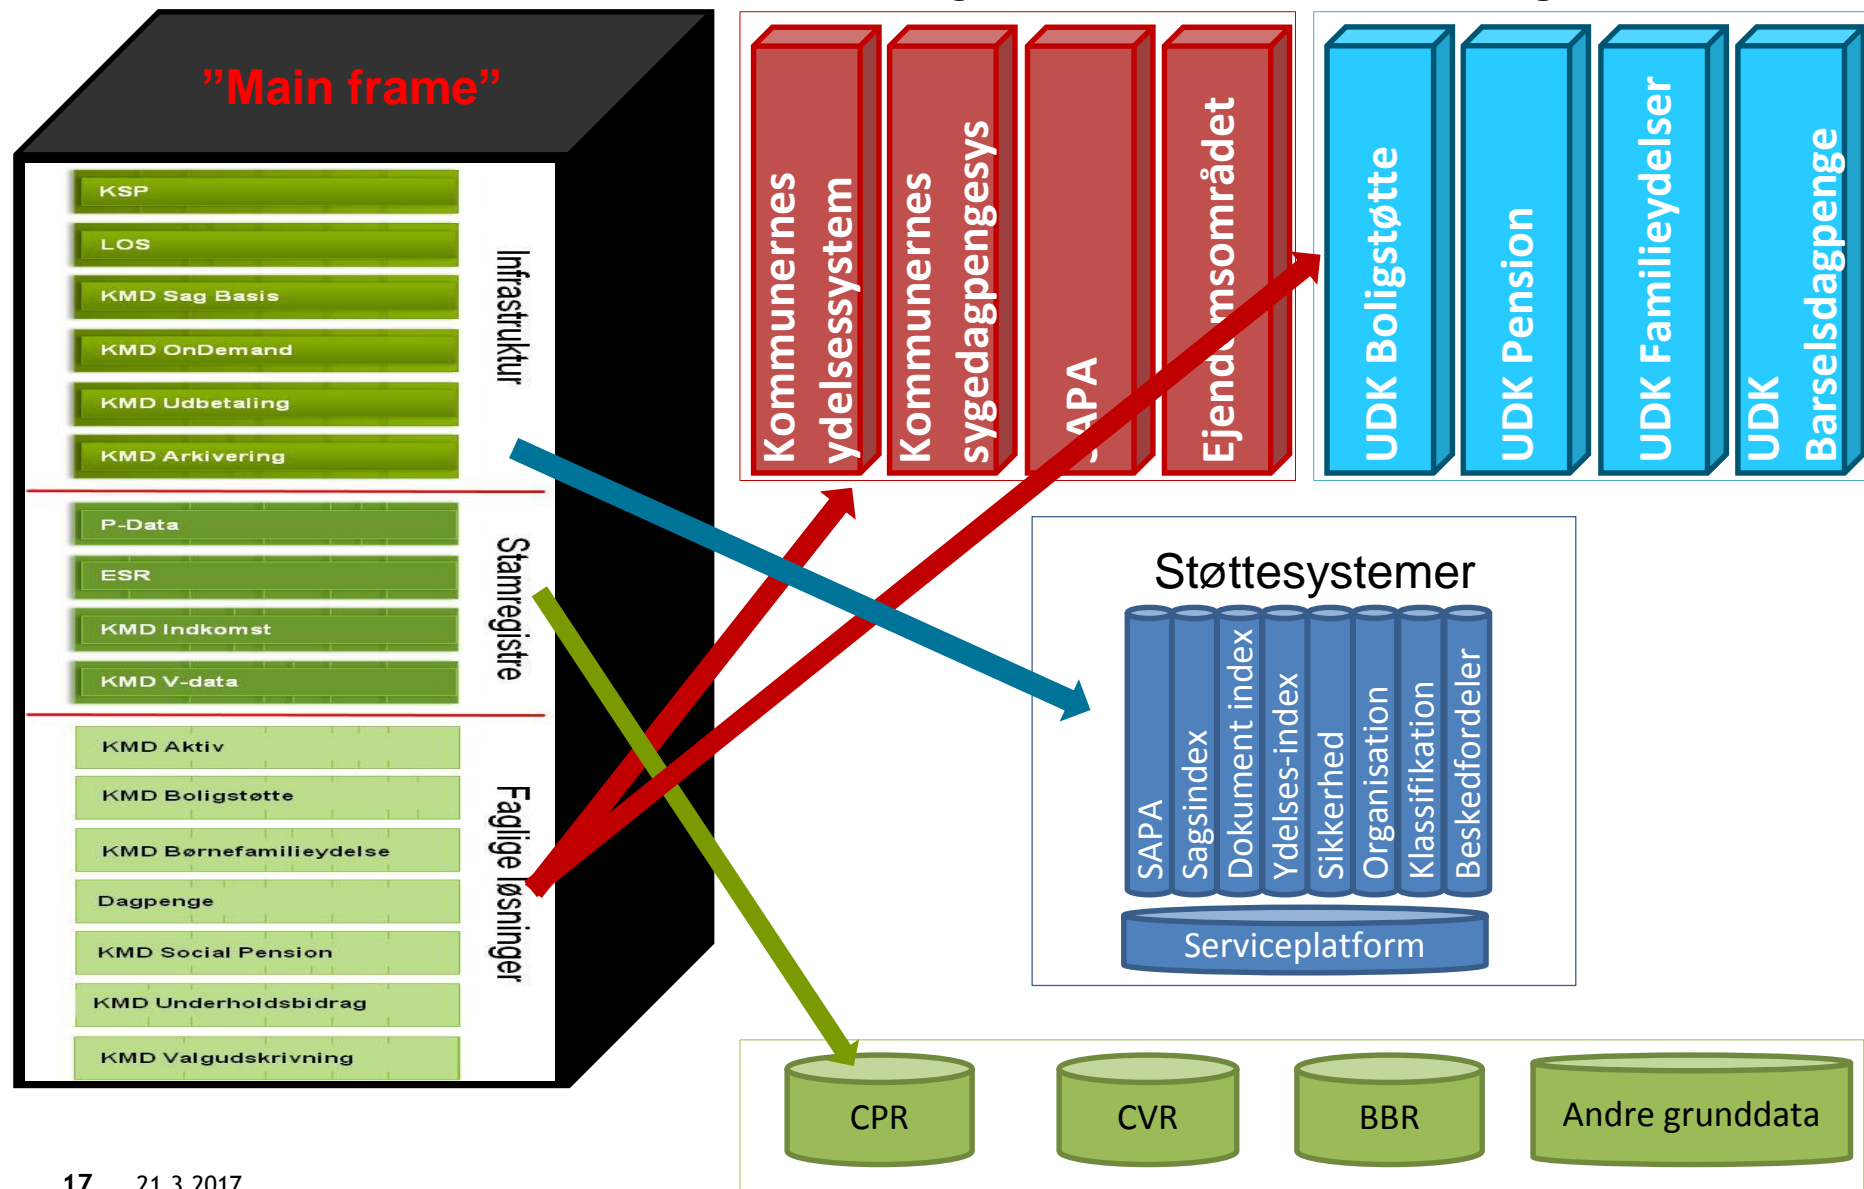 ”Main frame”
KSP
LOS
KMD Sag Basis
KMD OnDemand
KMD Udbetaling
KMD Arkivering
Infrastruktur
P-Data
ESR
KMD Indkomst
KMD V-data
Stamregistre
KMD Aktiv
KMD Boligstøtte
KMD Børnefamilieydelse
Dagpenge
KMD Social Pension
KMD Underholdsbidrag
KMD Valgudskrivning
Faglige løsninger
Kommunernes
ydelsessystem
Kommunernes
sygedagpengesys
SAPA
Ejendomsområdet
UDK Boligstøtte
UDK Pension
UDK Familieydelser
UDK
Barselsdagpenge
Støttesystemer
SAPA
Sagsindex
Dokument index
Ydelses-index
Sikkerhed
Organisation
Klassifikation
Beskedfordeler
Serviceplatform
CPR
CVR
BBR
Andre grunddata
17 21.3.2017